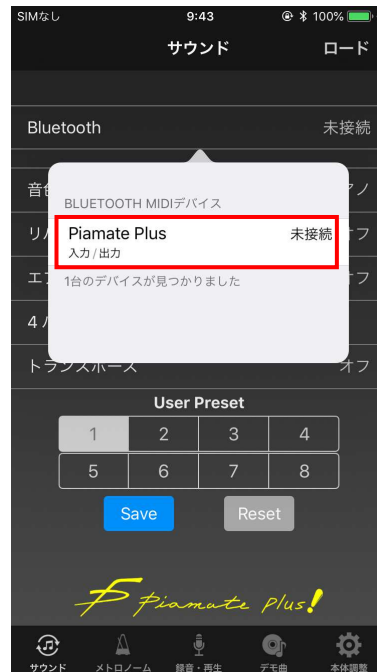 SIMなし 9:43 100%
サウンド ロード
Bluetooth 未接続
BLUETOOTH MIDIデバイス
Piamate Plus 未接続
入力 / 出力
1台のデバイスが見つかりました
トランスポーズ オフ
User Preset
1 2 3 4
5 6 7 8
Save Reset
Piamate Plus!
サウンド メトロノーム 録音・再生 デモ曲 本体調整